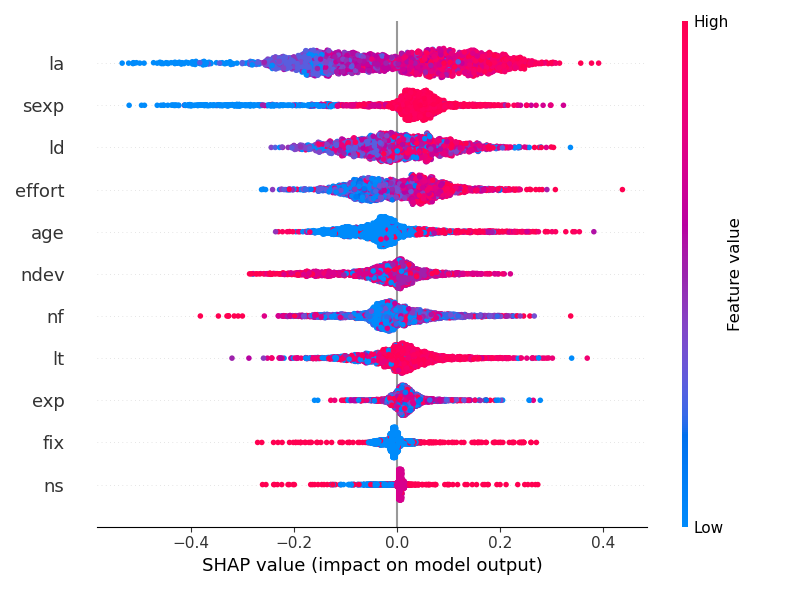 High
la
sexp
ld
effort
age
ndev
nf
lt
exp
fix
ns
Feature value
Low
−0.4 −0.2 0.0 0.2 0.4
SHAP value (impact on model output)